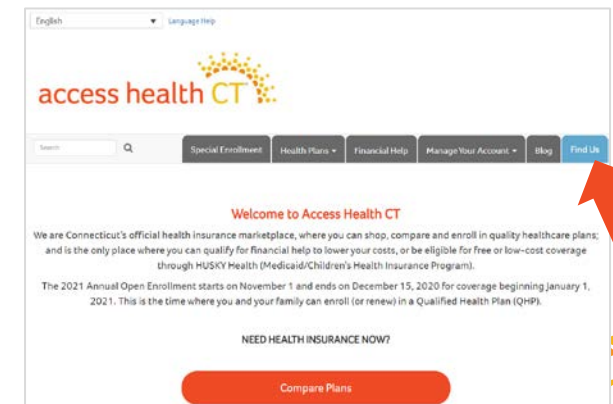 English
Language Help
access health CT
Search
Special Enrollment
Health Plans
Financial Help
Manage Your Account
Blog
Find Us
Welcome to Access Health CT
We are Connecticut's official health insurance marketplace, where you can shop, compare and enroll in quality healthcare plans;
and is the only place where you can qualify for financial help to lower your costs, or be eligible for free or low-cost coverage
through HUSKY Health (Medicaid/Children's Health Insurance Program).
The 2021 Annual Open Enrollment starts on November 1 and ends on December 15, 2020 for coverage beginning January 1,
2021. This is the time where you and your family can enroll (or renew) in a Qualified Health Plan (QHP).
NEED HEALTH INSURANCE NOW?
Compare Plans